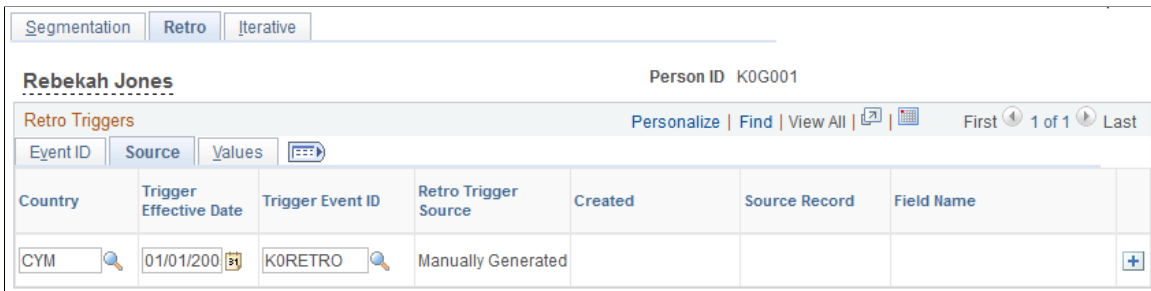 Segmentation Retro Iterative
Rebekah Jones Person ID K0G001
Retro Triggers Personalize | Find | View All | | First 1 of 1 Last
Event ID Source Values
Country Trigger Effective Date Trigger Event ID Retro Trigger Source Created Source Record Field Name
CYM 01/01/200 K0RETRO Manually Generated